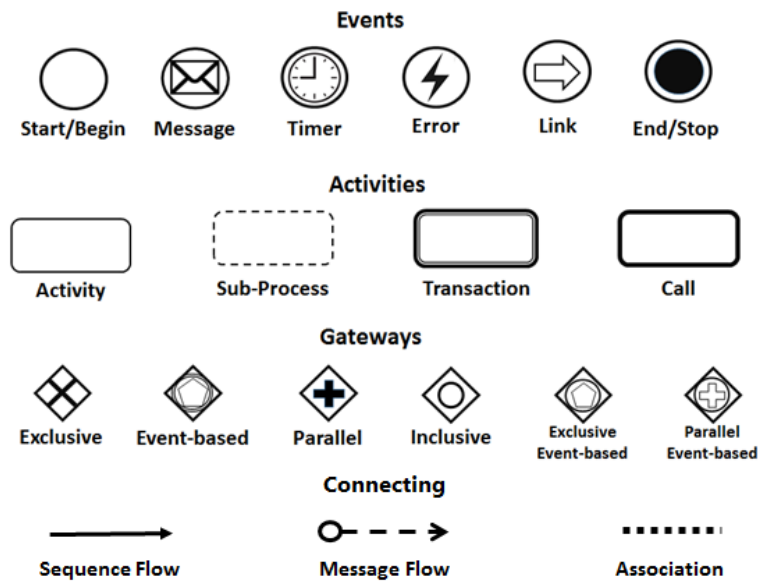 Events
Start/Begin Message Timer Error Link End/Stop
Activities
Activity Sub-Process Transaction Call
Gateways
Exclusive Event-based Parallel Inclusive Exclusive Parallel
Event-based Event-based
Connecting
Sequence Flow Message Flow Association